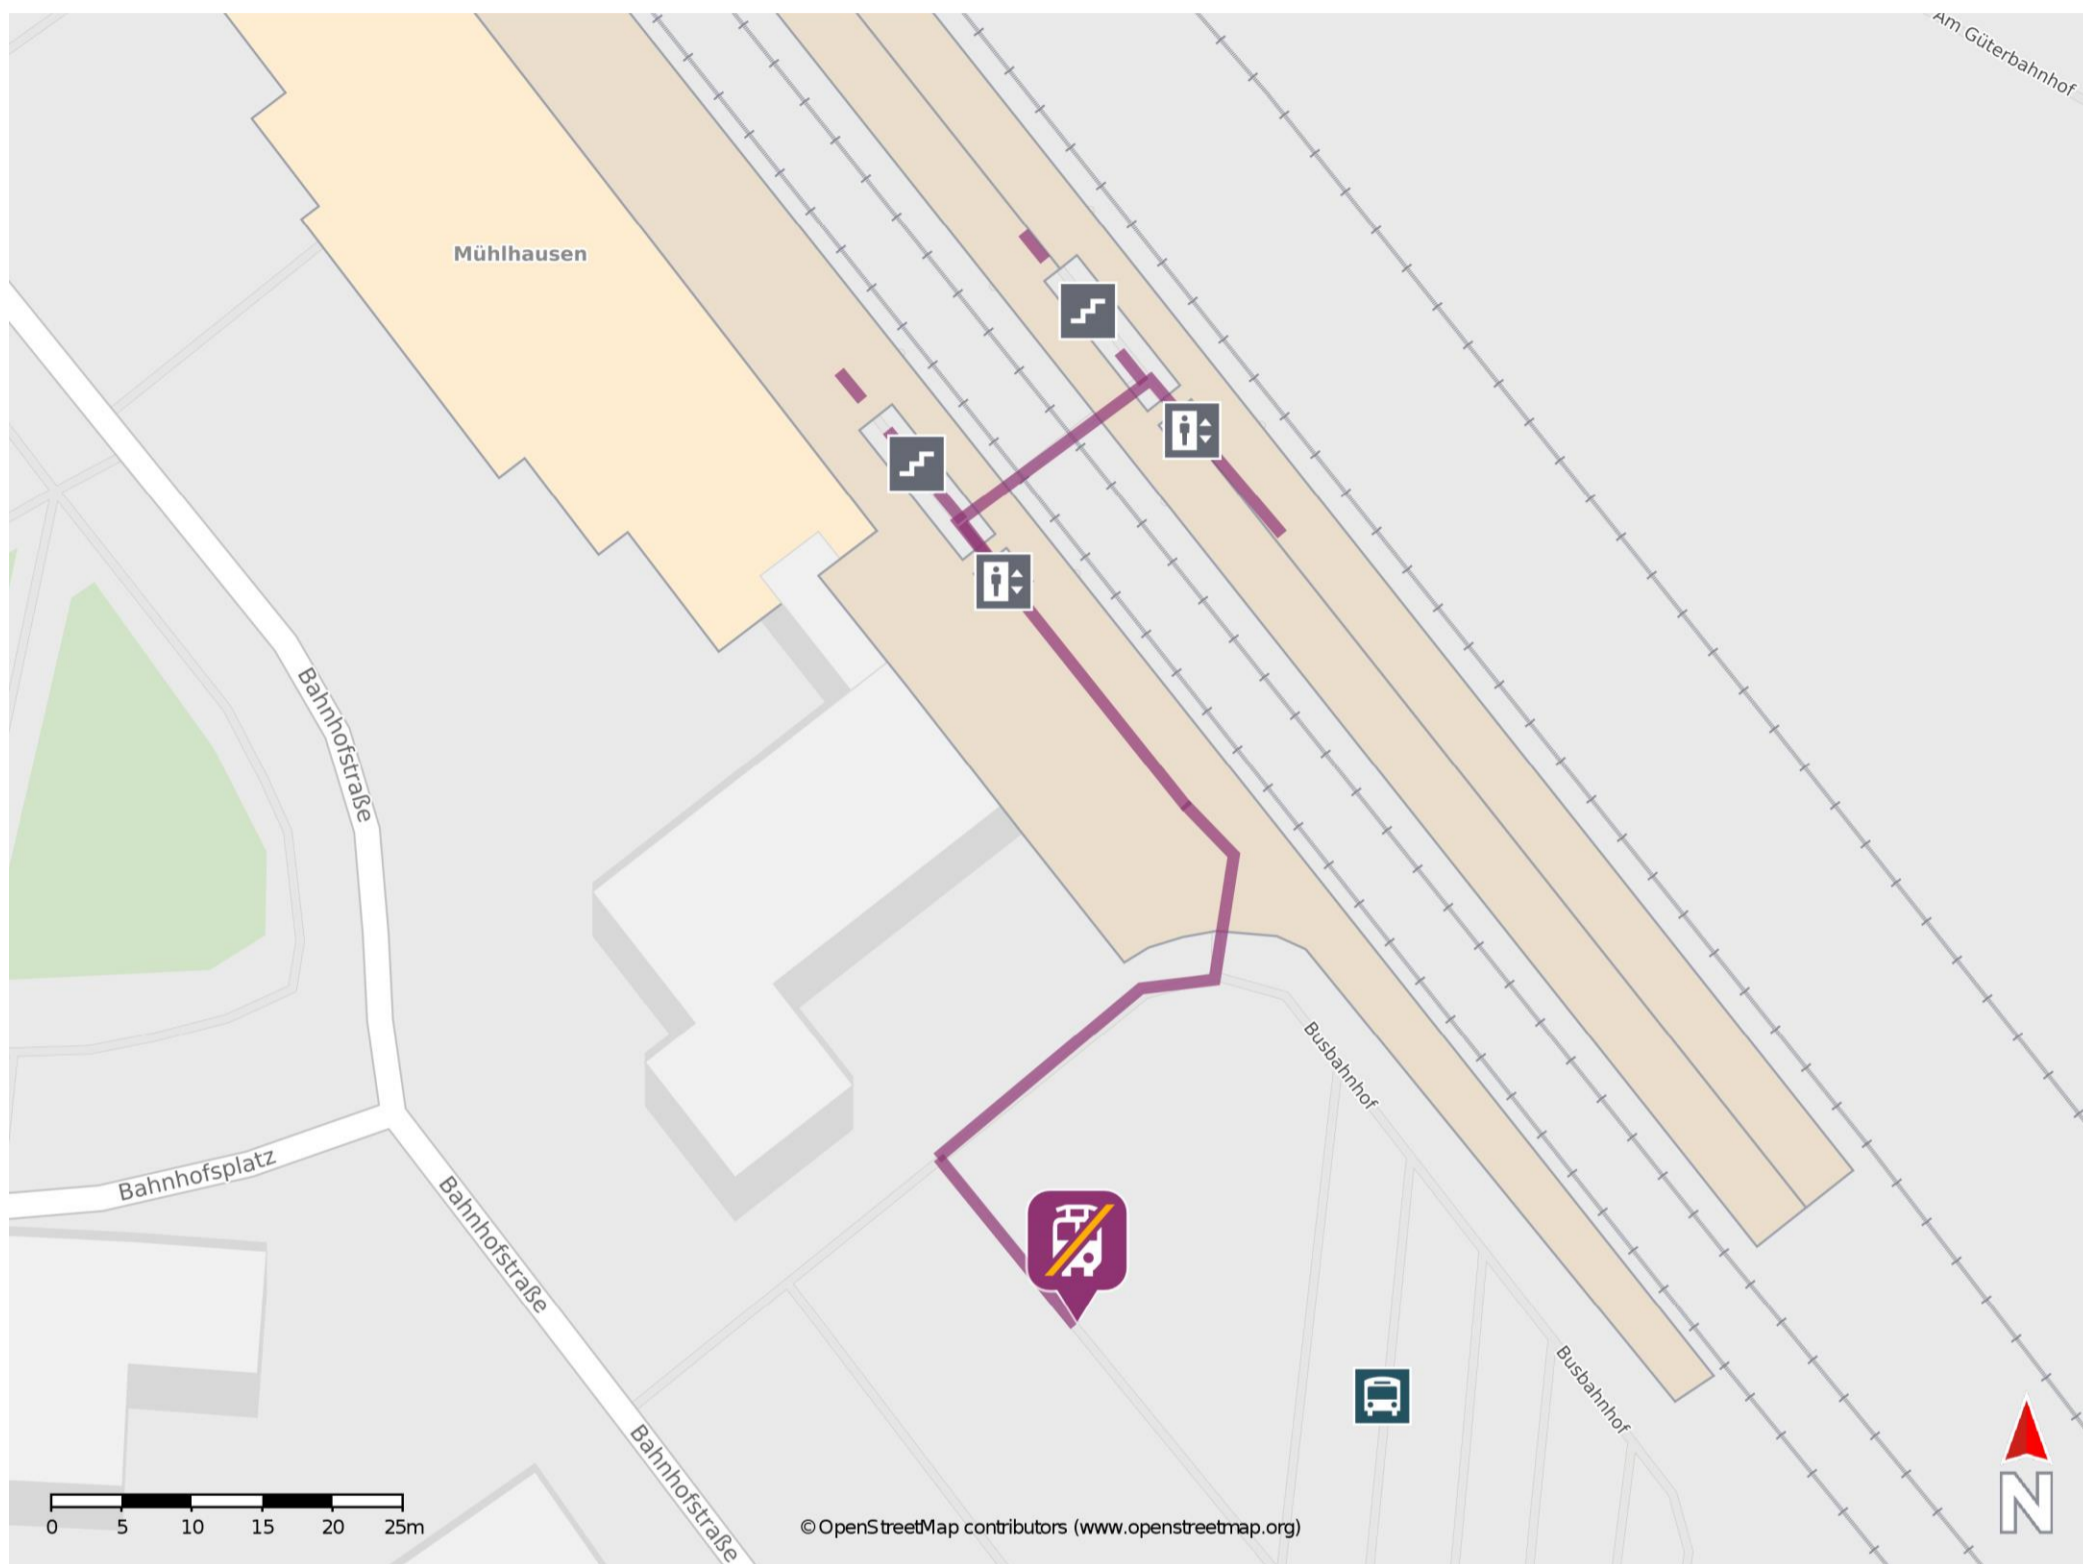 Am Güterbahnhof
Mühlhausen
Bahnhofstraße
Busbahnhof
Bahnhofsplatz
Bahnhofstraße
Busbahnhof
Bahnhofstraße
0 5 10 15 20 25m
© OpenStreetMap contributors (www.openstreetmap.org)
N